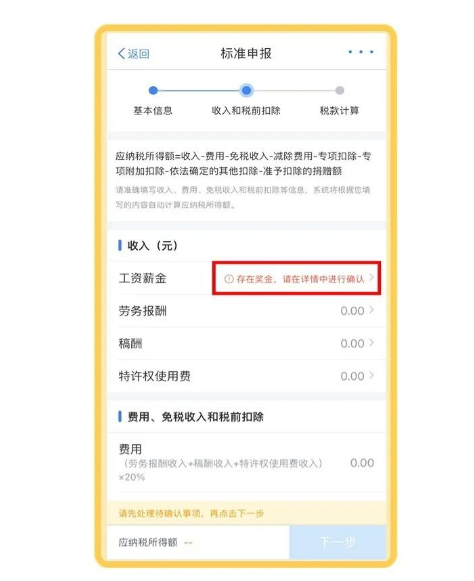 返回
标准申报
基本信息 收入和税前扣除 税款计算
应纳税所得额=收入-费用-免税收入-减除费用-专项扣除-专
项附加扣除-依法确定的其他扣除-准予扣除的捐赠额
请准确填写收入、费用、免税收入和税前扣除等信息，系统将根据您填
写的内容自动计算应纳税所得额。
收入（元）
工资薪金 存在奖金，请在详情中进行确认
劳务报酬 0.00
稿酬 0.00
特许权使用费 0.00
费用、免税收入和税前扣除
费用
（劳务报酬收入+稿酬收入+特许权使用费收入） 0.00
×20%
请先处理待确认事项，再点击下一步
应纳税所得额 -- 下一步